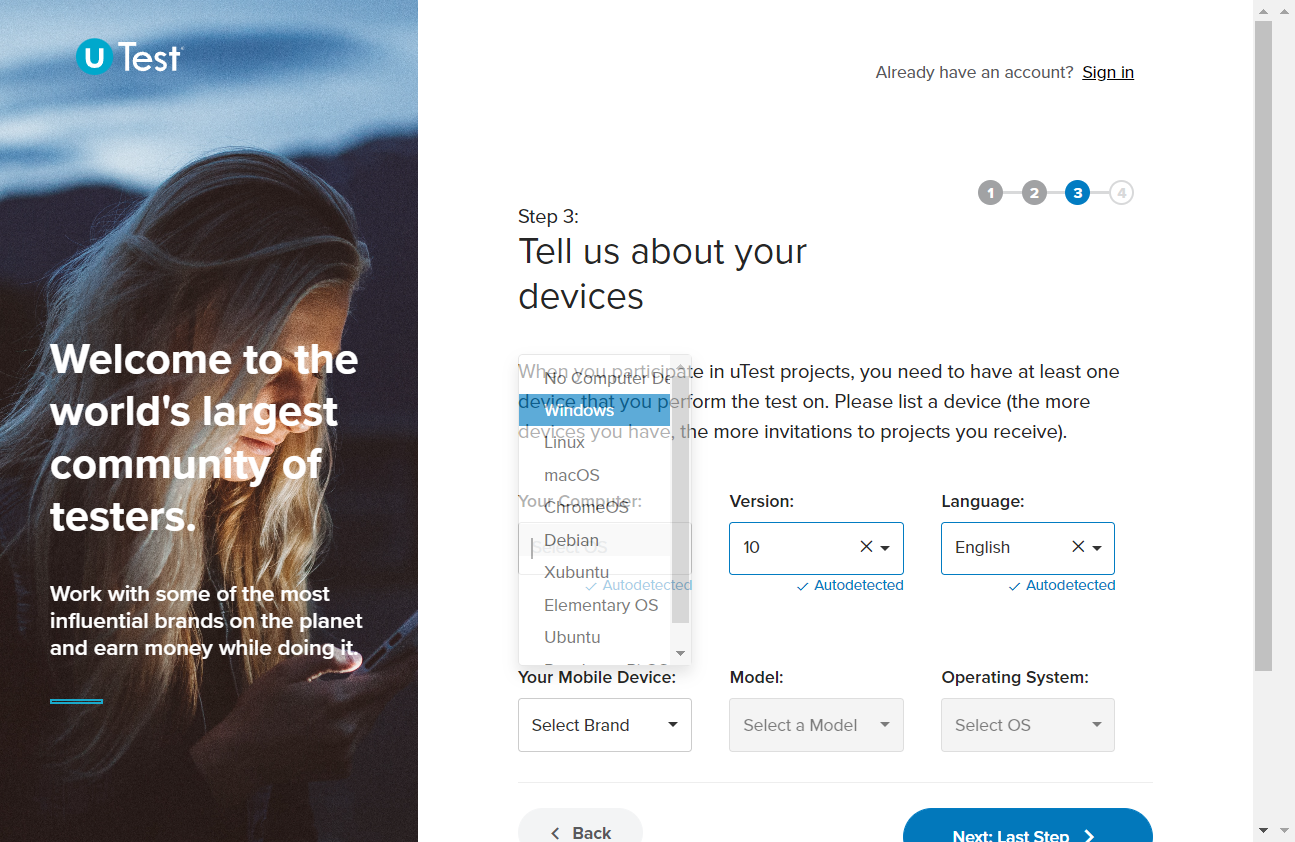 U Test
Already have an account? Sign in
1 2 3 4
Step 3:
Tell us about your
devices
Welcome to the
world's largest
community of
testers.
Work with some of the most
influential brands on the planet
and earn money while doing it.
When you participate in uTest projects, you need to have at least one
device that you perform the test on. Please list a device (the more
devices you have, the more invitations to projects you receive).
No Computer De
Windows
Linux
macOS
ChromeOS
Debian
Xubuntu
Elementary OS
Ubuntu
Your Computer: Version: Language:
Select OS 10 English
Autodetected Autodetected Autodetected
Your Mobile Device: Model: Operating System:
Select Brand Select a Model Select OS
Back Next: Last Step